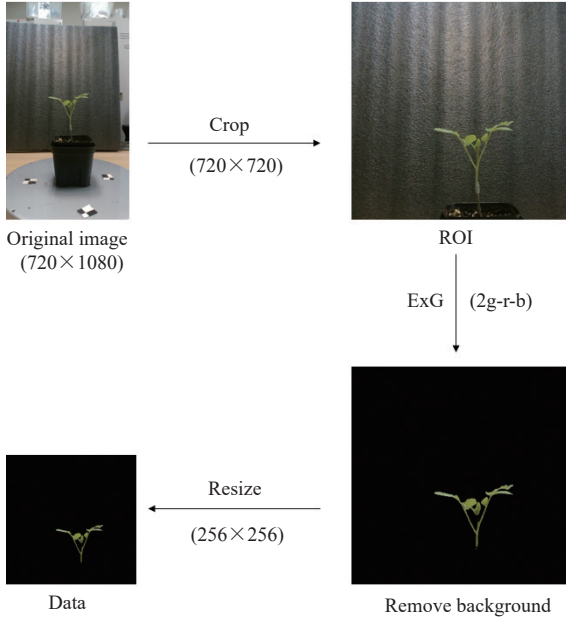 Crop
(720×720)
Original image
(720×1080)
ROI
ExG (2g-r-b)
Resize
(256×256)
Data
Remove background